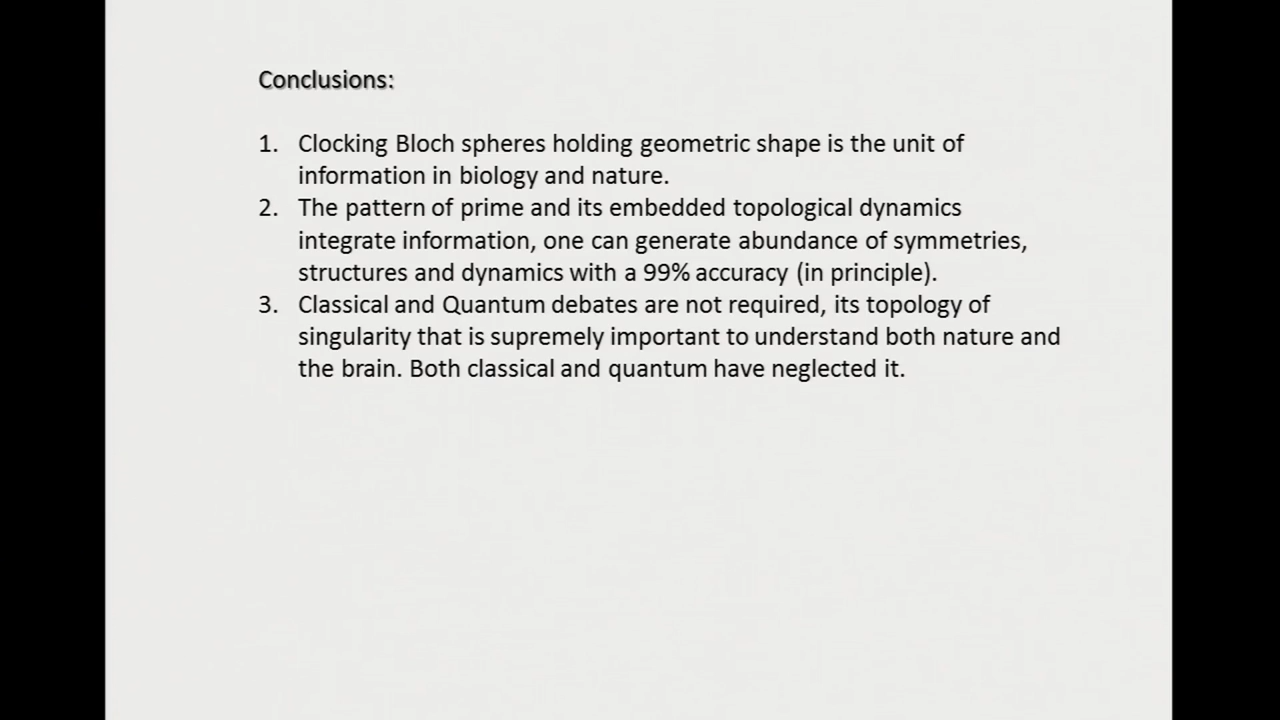 Conclusions:
1. Clocking Bloch spheres holding geometric shape is the unit of
information in biology and nature.
2. The pattern of prime and its embedded topological dynamics
integrate information, one can generate abundance of symmetries,
structures and dynamics with a 99% accuracy (in principle).
3. Classical and Quantum debates are not required, its topology of
singularity that is supremely important to understand both nature and
the brain. Both classical and quantum have neglected it.